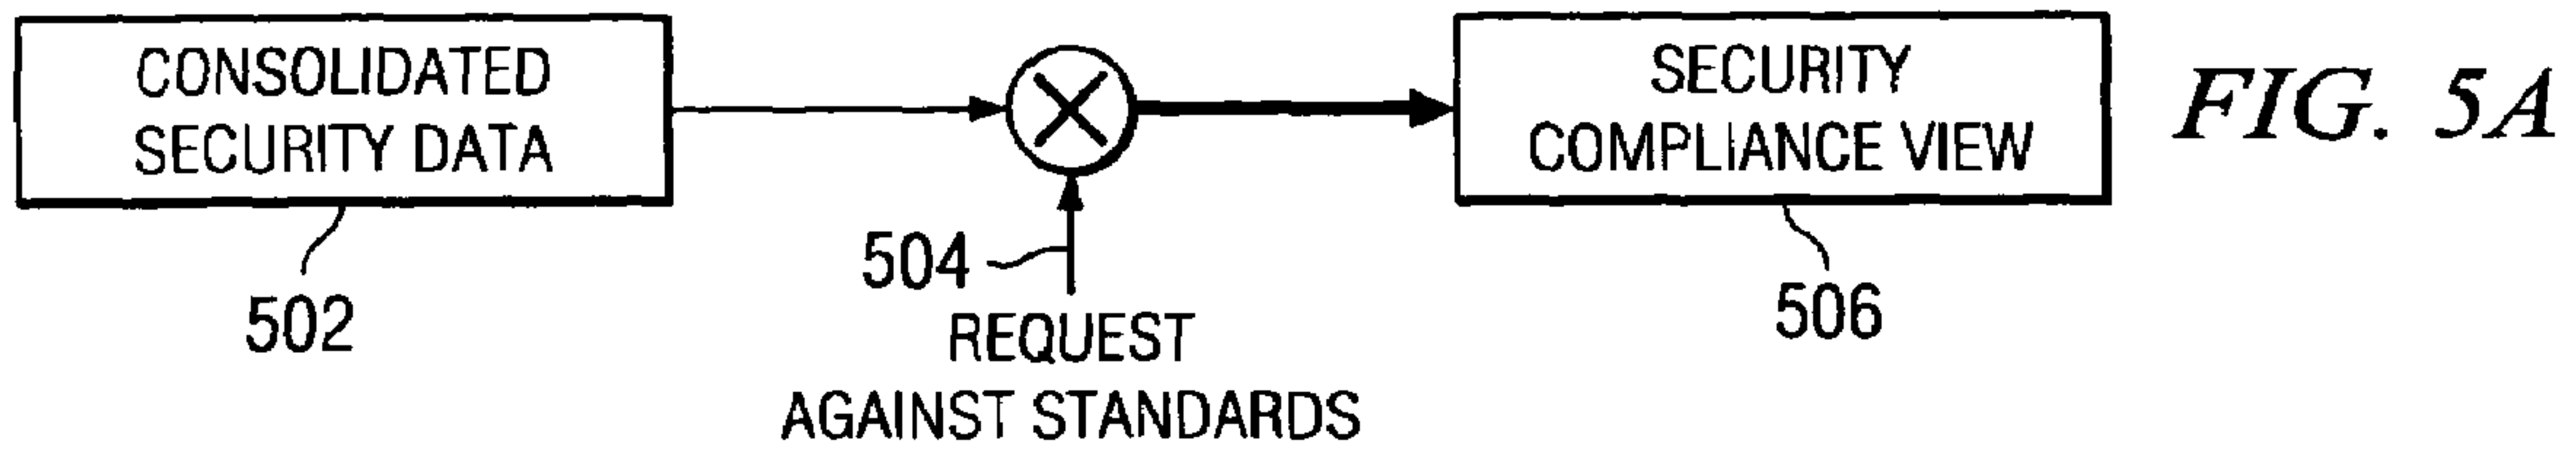 CONSOLIDATED
SECURITY DATA
502
504
REQUEST
AGAINST STANDARDS
SECURITY
COMPLIANCE VIEW
506
FIG. 5A